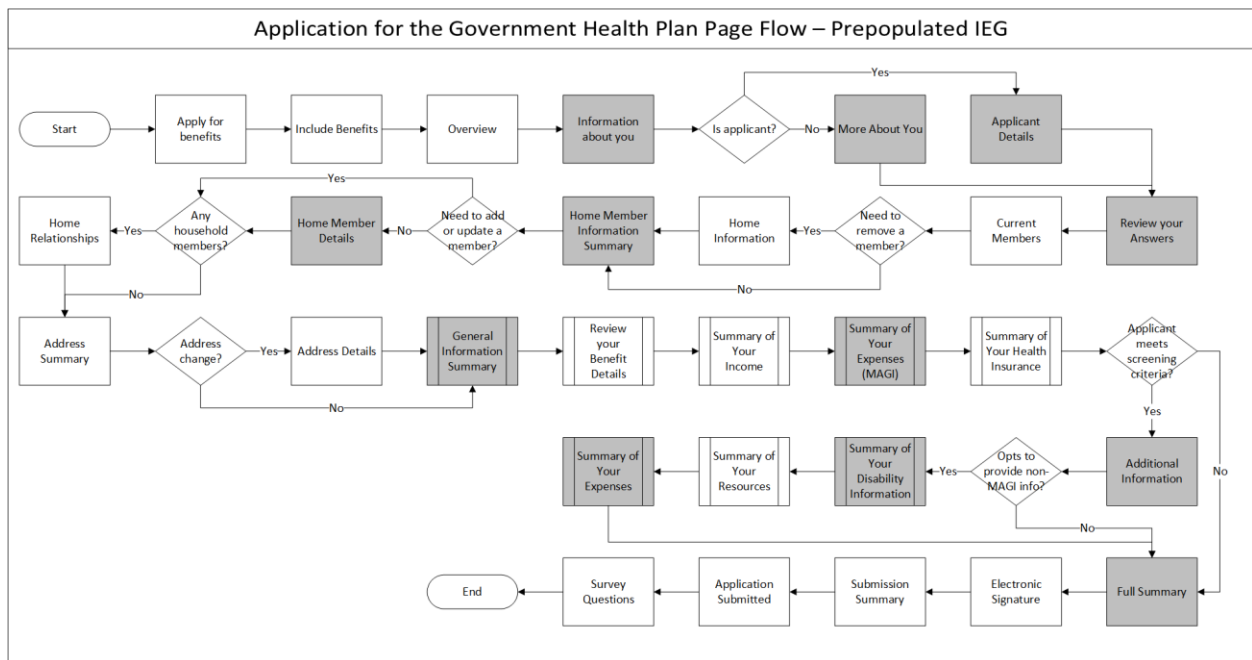 Application for the Government Health Plan Page Flow – Prepopulated IEG
Yes
Start
Apply for
benefits
Include Benefits
Overview
Information
about you
Is applicant?
No
More About You
Applicant
Details
Yes
Home
Relationships
Yes
Any
household
members?
Home Member
Details
No
Need to add
or update a
member?
Home Member
Information
Summary
Home
Information
Yes
Need to
remove a
member?
Current
Members
Review your
Answers
No
No
Address
Summary
Address
change?
Yes
Address Details
General
Information
Summary
Review
your
Benefit
Details
Summary of
Your
Income
Summary of
Your
Expenses
(MAGI)
Summary of
Your Health
Insurance
Applicant
meets
screening
criteria?
No
Yes
Summary of
Your
Expenses
Summary of
Your
Resources
Summary of
Your
Disability
Information
Yes
Opts to
provide non-
MAGI info?
Additional
Information
No
No
End
Survey
Questions
Application
Submitted
Submission
Summary
Electronic
Signature
Full Summary